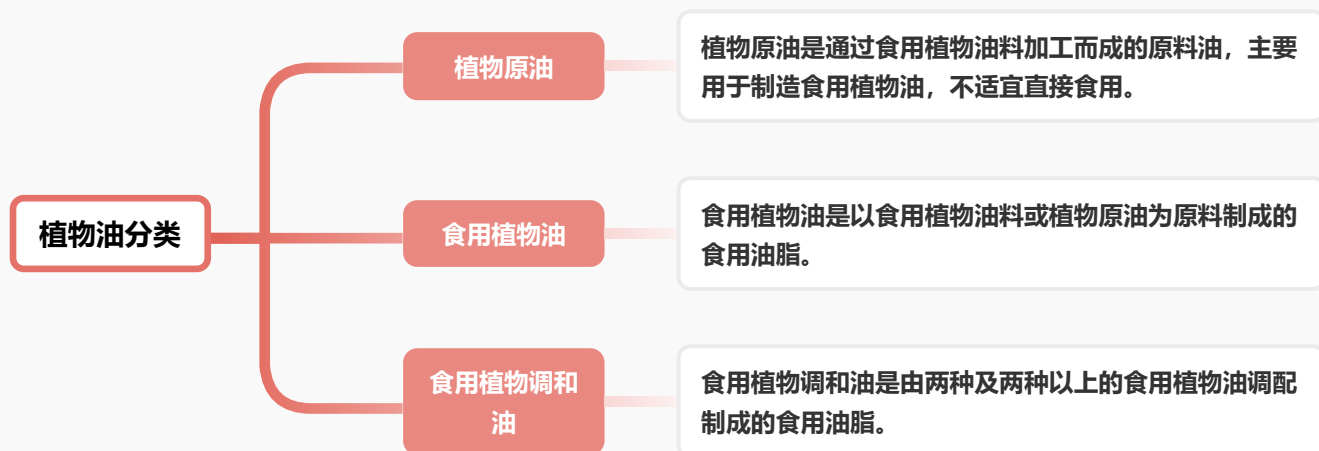 植物油分类
植物原油
植物原油是通过食用植物油料加工而成的原料油，主要
用于制造食用植物油，不适宜直接食用。
食用植物油
食用植物油是以食用植物油料或植物原油为原料制成的
食用油脂。
食用植物调和
油
食用植物调和油是由两种及两种以上的食用植物油调配
制成的食用油脂。